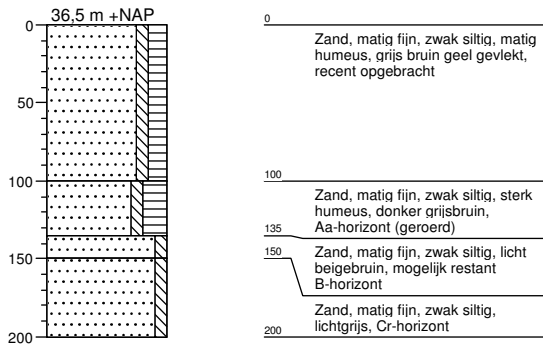 36,5 m +NAP
0
50
100
150
200
0
Zand, matig fijn, zwak siltig, matig
humeus, grijs bruin geel gevlekt,
recent opgebracht
100
Zand, matig fijn, zwak siltig, sterk
humeus, donker grijsbruin,
Aa-horizont (geroerd)
135
Zand, matig fijn, zwak siltig, licht
beigebruin, mogelijk restant
B-horizont
150
Zand, matig fijn, zwak siltig,
lichtgrijs, Cr-horizont
200